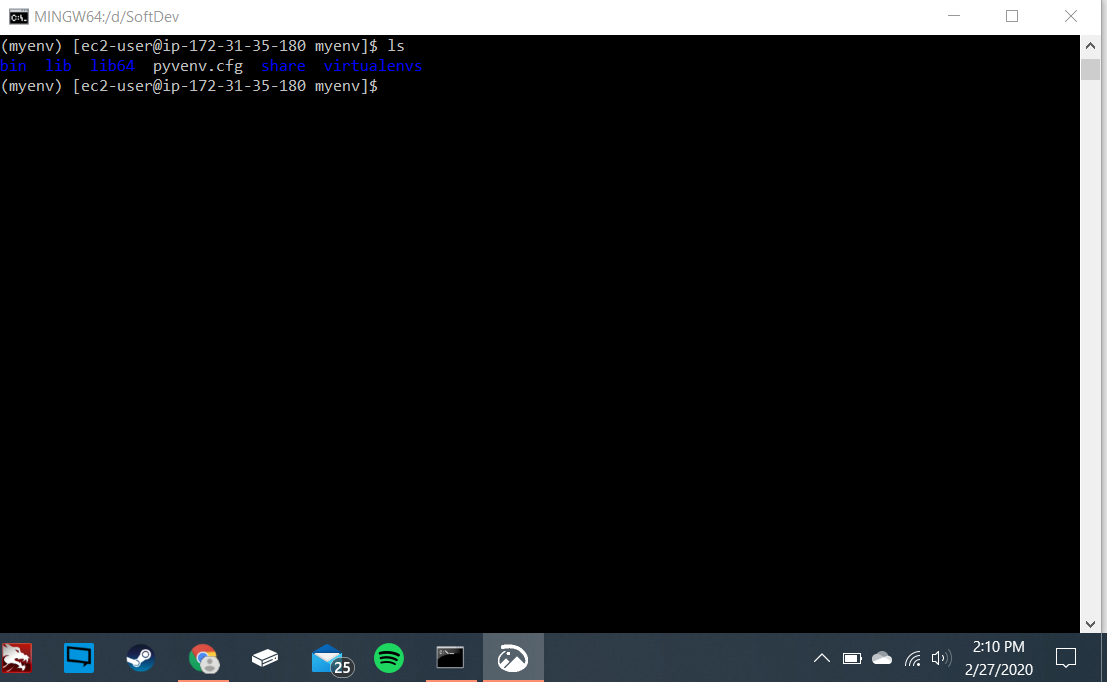 MINGW64:/d/SoftDev
(myenv) [ec2-user@ip-172-31-35-180 myenv]$ ls
bin  lib  lib64  pyvenv.cfg  share  virtualenvs
(myenv) [ec2-user@ip-172-31-35-180 myenv]$
25
2:10 PM
2/27/2020